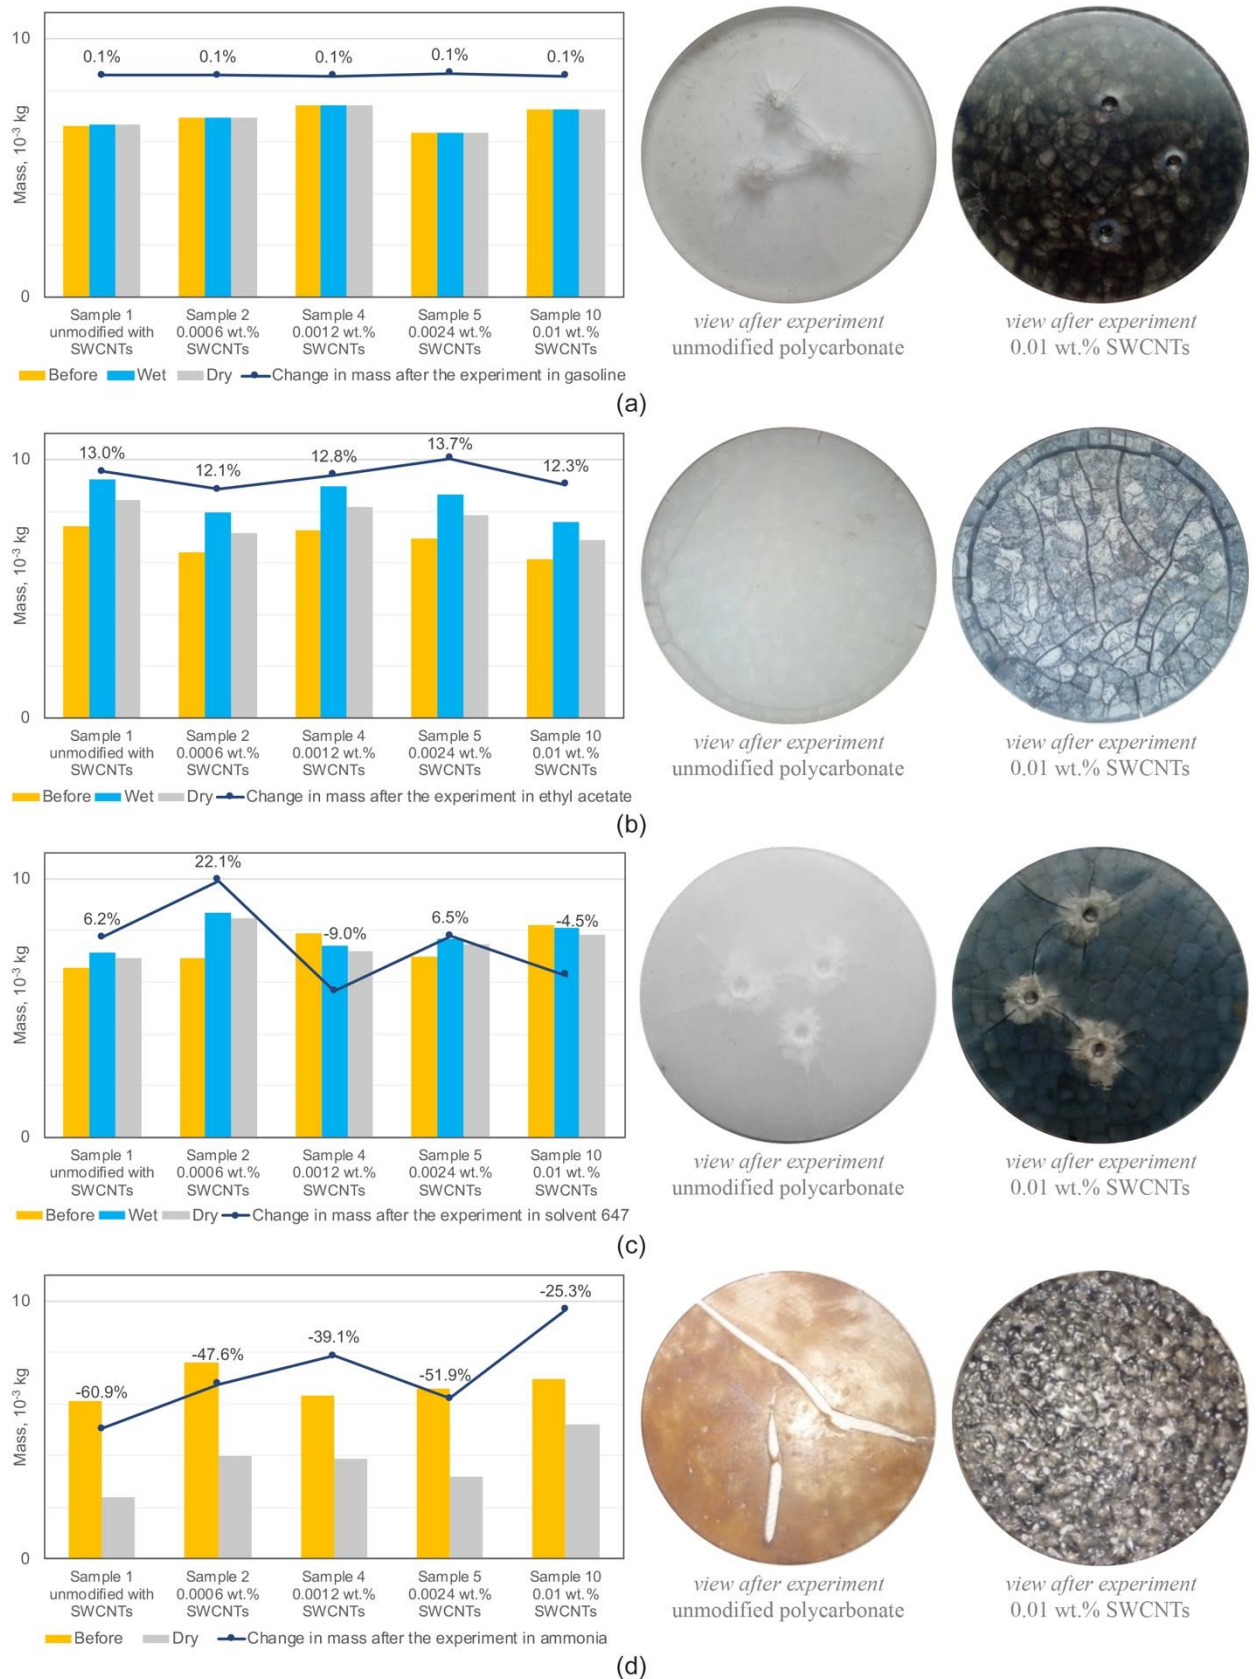 10
0.1% 0.1% 0.1% 0.1% 0.1%
Mass, 10⁻³ kg
0
Sample 1 Sample 2 Sample 4 Sample 5 Sample 10
unmodified with 0.0006 wt.% 0.0012 wt.% 0.0024 wt.% 0.01 wt.%
SWCNTs SWCNTs SWCNTs SWCNTs SWCNTs
Before Wet Dry Change in mass after the experiment in gasoline
view after experiment
unmodified polycarbonate
view after experiment
0.01 wt.% SWCNTs
(a)
10
13.0% 12.1% 12.8% 13.7% 12.3%
Mass, 10⁻³ kg
0
Sample 1 Sample 2 Sample 4 Sample 5 Sample 10
unmodified with 0.0006 wt.% 0.0012 wt.% 0.0024 wt.% 0.01 wt.%
SWCNTs SWCNTs SWCNTs SWCNTs SWCNTs
Before Wet Dry Change in mass after the experiment in ethyl acetate
view after experiment
unmodified polycarbonate
view after experiment
0.01 wt.% SWCNTs
(b)
10
6.2% 22.1% -9.0% 6.5% -4.5%
Mass, 10⁻³ kg
0
Sample 1 Sample 2 Sample 4 Sample 5 Sample 10
unmodified with 0.0006 wt.% 0.0012 wt.% 0.0024 wt.% 0.01 wt.%
SWCNTs SWCNTs SWCNTs SWCNTs SWCNTs
Before Wet Dry Change in mass after the experiment in solvent 647
view after experiment
unmodified polycarbonate
view after experiment
0.01 wt.% SWCNTs
(c)
10
-60.9% -47.6% -39.1% -51.9% -25.3%
Mass, 10⁻³ kg
0
Sample 1 Sample 2 Sample 4 Sample 5 Sample 10
unmodified with 0.0006 wt.% 0.0012 wt.% 0.0024 wt.% 0.01 wt.%
SWCNTs SWCNTs SWCNTs SWCNTs SWCNTs
Before Dry Change in mass after the experiment in ammonia
view after experiment
unmodified polycarbonate
view after experiment
0.01 wt.% SWCNTs
(d)